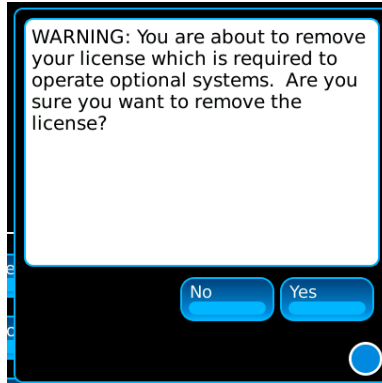 WARNING: You are about to remove
your license which is required to
operate optional systems.  Are you
sure you want to remove the
license?
No
Yes